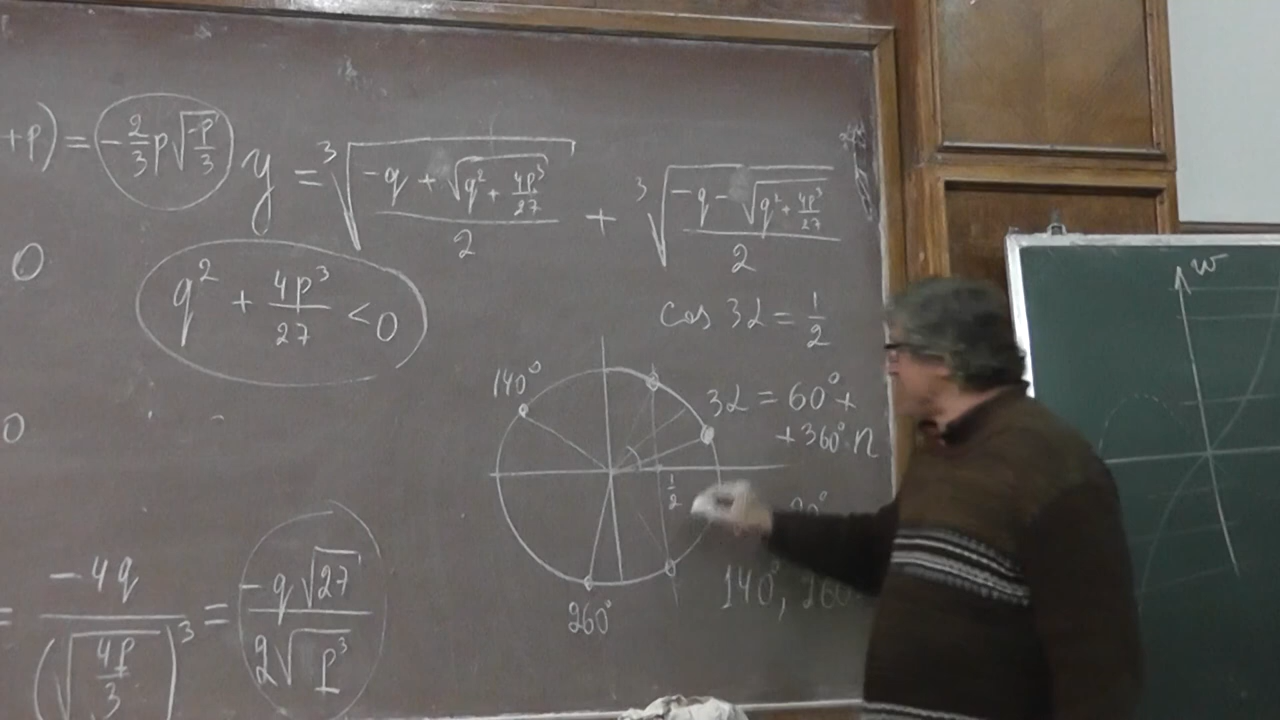 +p) = -2/3 p√(-p/3)
y = ∛((-q + √(q² + 4p³/27))/2) + ∛((-q - √(q² + 4p³/27))/2)
0
q² + 4p³/27 < 0
cos 3α = 1/2
140°
3α = 60° +
+ 360° n
0
1/2
140°, 260
260°
= -4q/(√(4p/3))³ = -q√27/2√p³
w